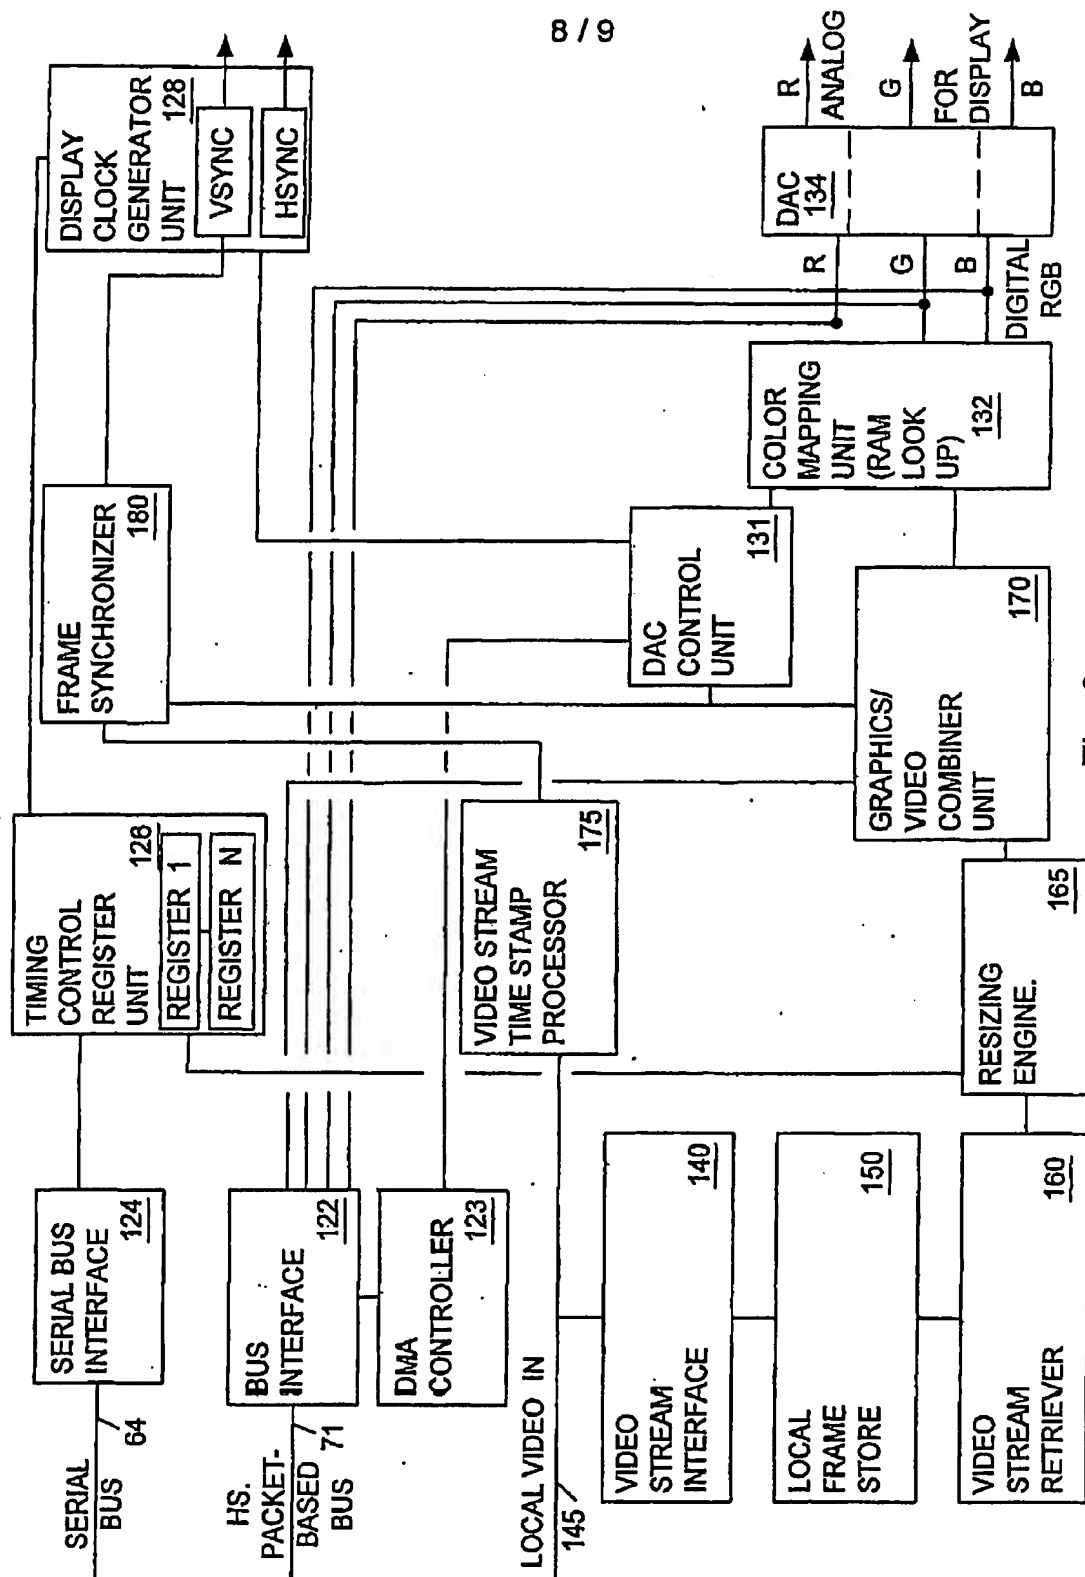 8 / 9
SERIAL
BUS
64
SERIAL BUS
INTERFACE
124
TIMING
CONTROL
REGISTER
UNIT
128
REGISTER 1
REGISTER N
FRAME
SYNCHRONIZER
180
DISPLAY
CLOCK
GENERATOR
UNIT
128
VSYNC
HSYNC
HS.
PACKET-
BASED
BUS
71
BUS
INTERFACE
122
DMA
CONTROLLER
123
LOCAL VIDEO IN
145
VIDEO STREAM
TIME STAMP
PROCESSOR
175
VIDEO
STREAM
INTERFACE
140
LOCAL
FRAME
STORE
150
VIDEO
STREAM
RETRIEVER
160
RESIZING
ENGINE.
165
GRAPHICS/
VIDEO
COMBINER
UNIT
170
DAC
CONTROL
UNIT
131
COLOR
MAPPING
UNIT
(RAM
LOOK
UP)
132
R
G
B
DIGITAL
RGB
DAC
134
R
ANALOG
G
FOR
DISPLAY
B